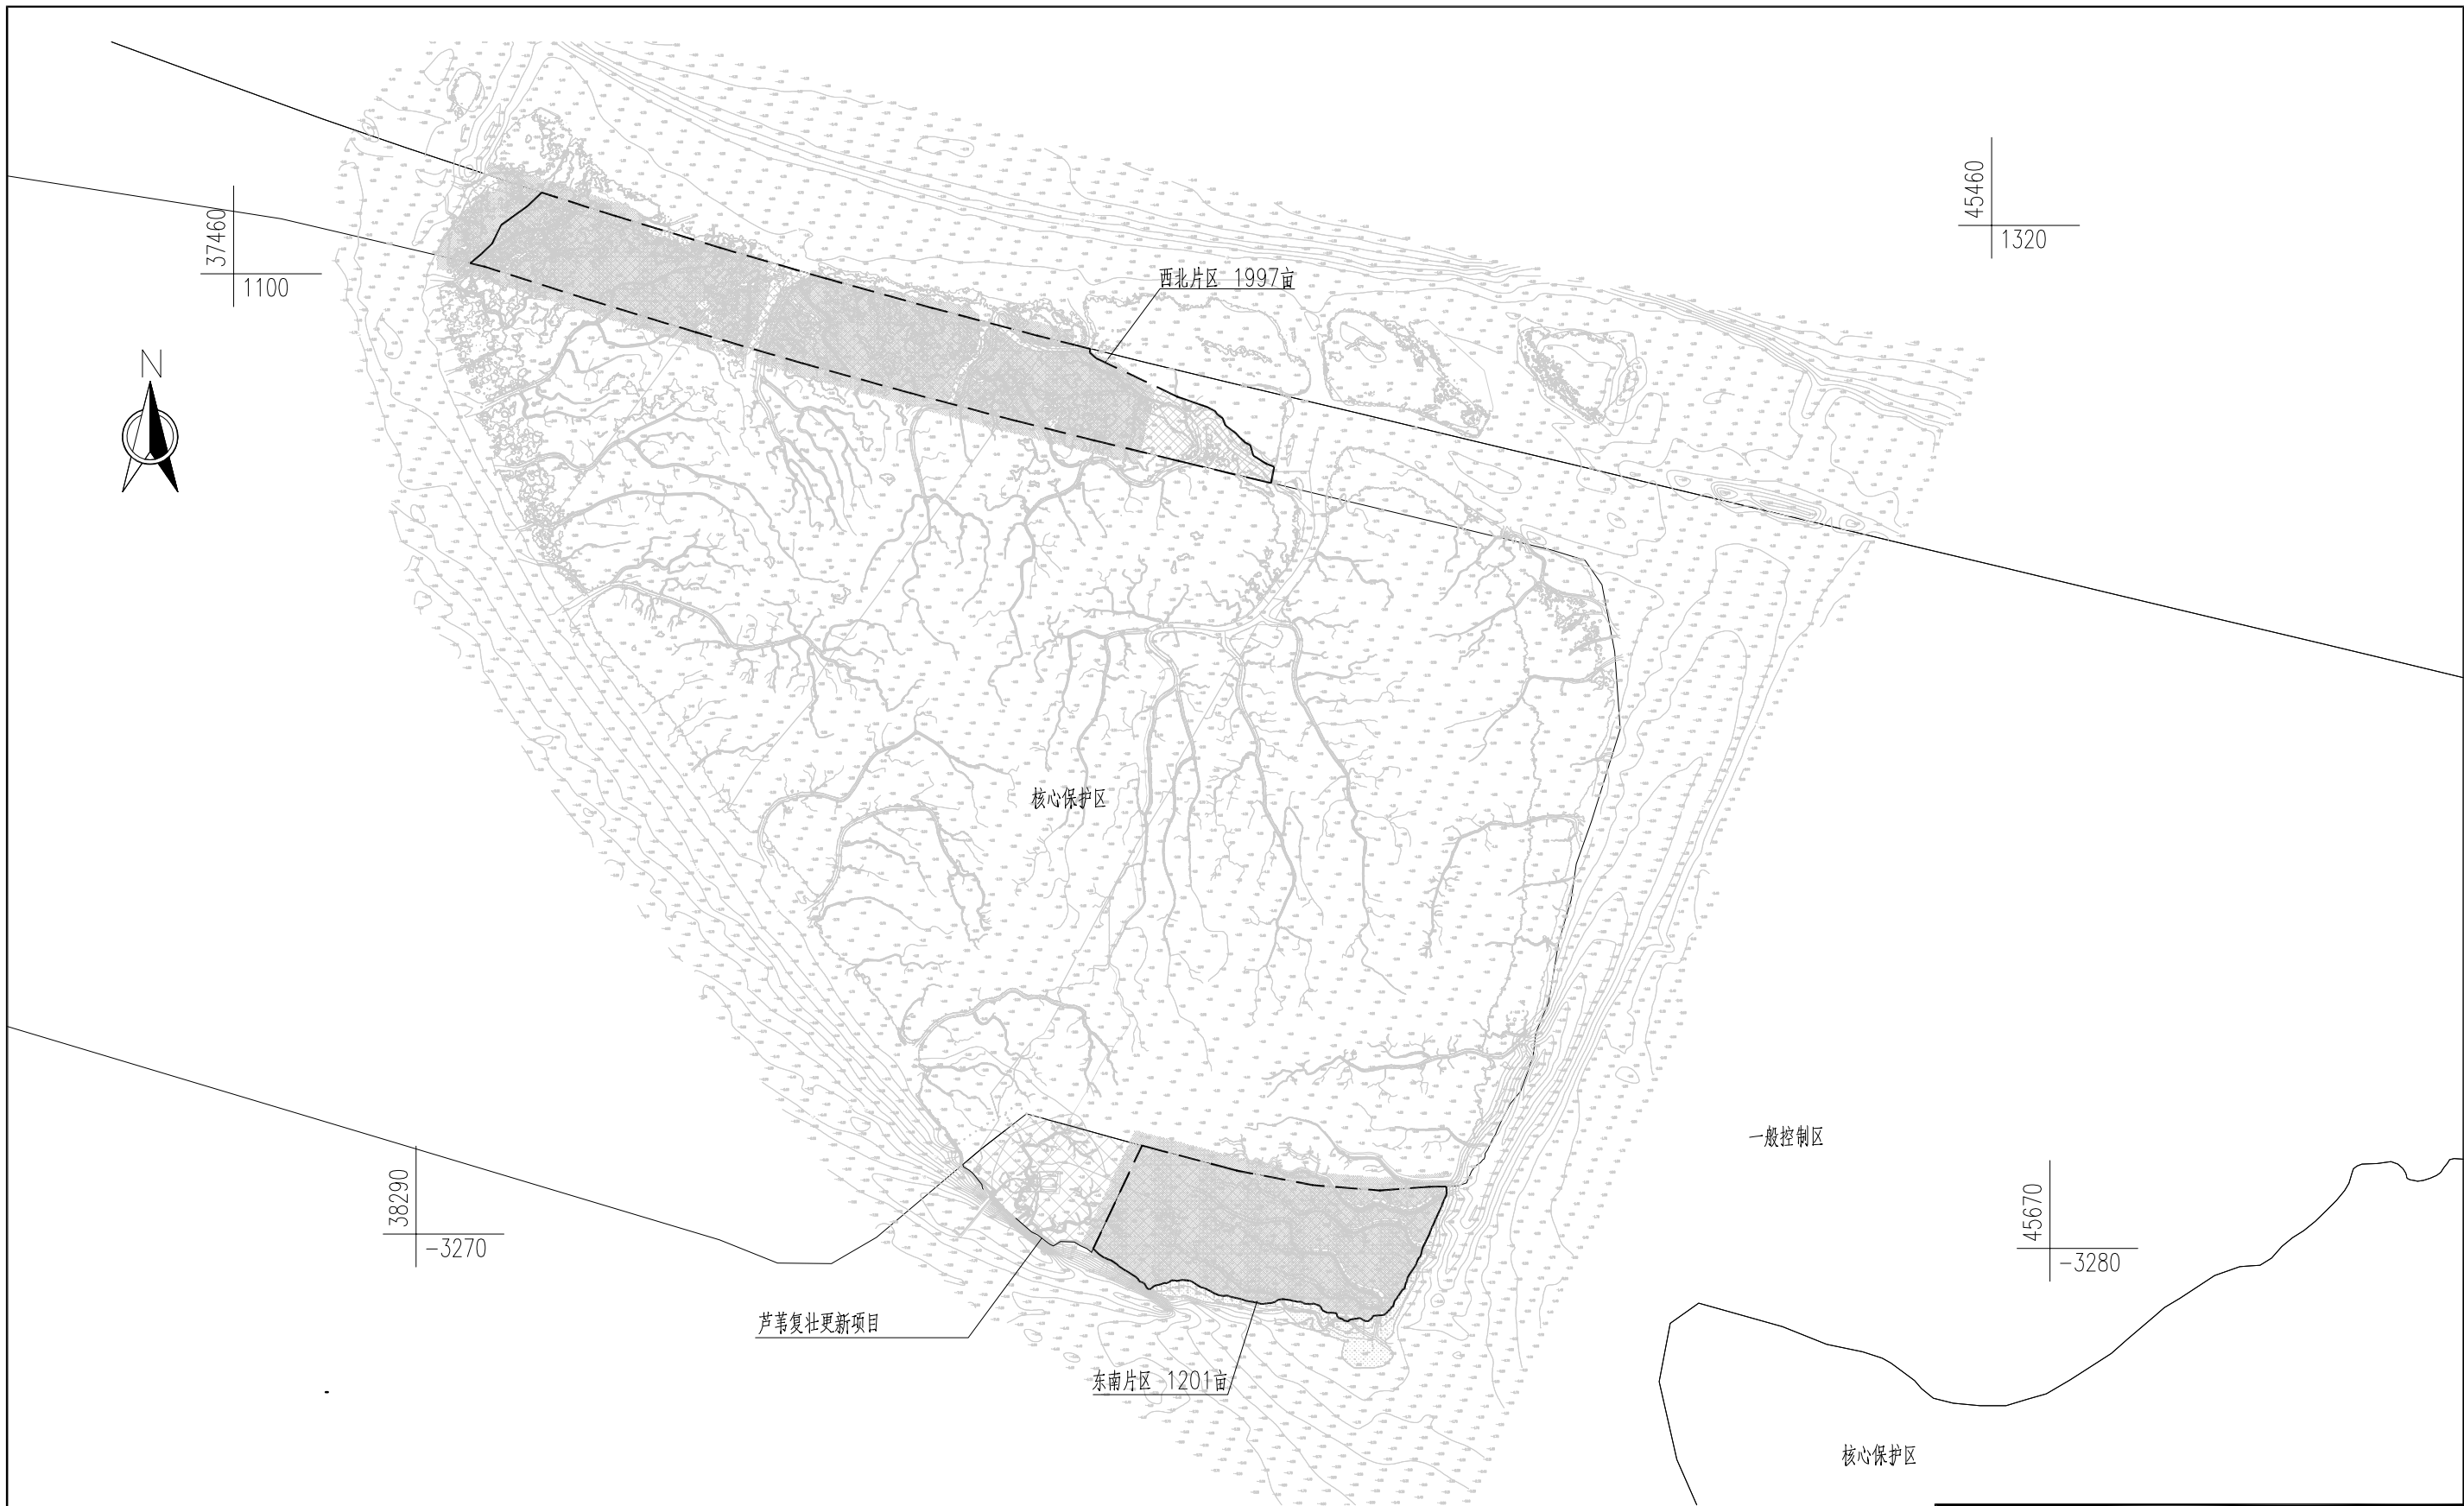 45460
1320
37460
1100
西北片区 1997亩
N
核心保护区
一般控制区
38290
-3270
45670
-3280
芦苇复壮更新项目
东南片区 1201亩
核心保护区